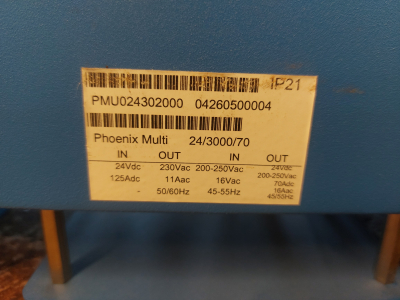 IP21
PMU024302000 04260500004
Phoenix Multi 24/3000/70
IN OUT IN OUT
24Vdc 230Vac 200-250Vac 24Vdc
200-250Vac
125Adc 11Aac 16Vac 70Adc
16Aac
- 50/60Hz 45-55Hz 45/50Hz